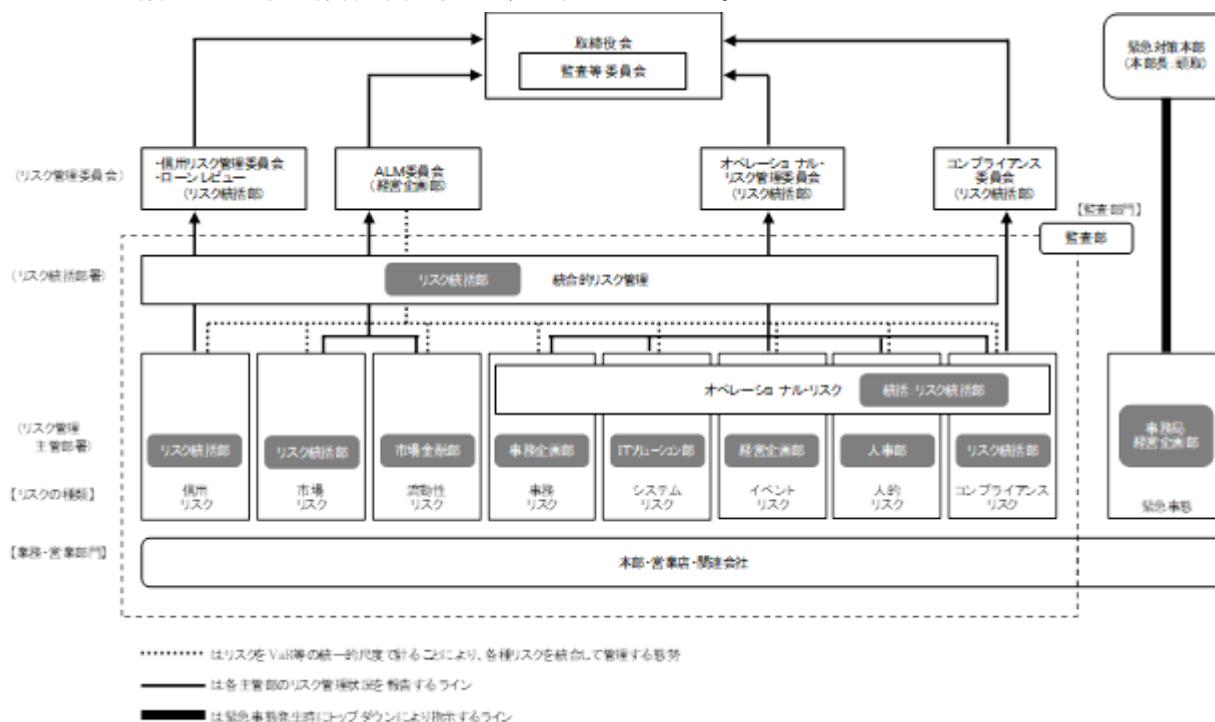 取締役会
監査等委員会
緊急対策本部
(本部長:頭取)
(リスク管理委員会)
・信用リスク管理委員会
・ローンレビュー
(リスク統括部)
ALM委員会
(経営企画部)
オペレーショナル・
リスク管理委員会
(リスク統括部)
コンプライアンス
委員会
(リスク統括部)
【監査部門】
監査部
(リスク統括部署)
リスク統括部
統合的リスク管理
オペレーショナル・リスク
統括:リスク統括部
(リスク管理
主管部署)
リスク統括部
リスク統括部
市場金融部
事務企画部
ITソリューション部
経営企画部
人事部
リスク統括部
事務局
経営企画部
【リスクの種類】
信用
リスク
市場
リスク
流動性
リスク
事務
リスク
システム
リスク
イベント
リスク
人的
リスク
コンプライアンス
リスク
緊急事態
【業務・営業部門】
本部・営業店・関連会社
はリスクをVaR等の統一的尺度で計ることにより、各種リスクを統合して管理する態勢
は各主管部のリスク管理状況を報告するライン
は緊急事態発生時にトップダウンにより指示するライン